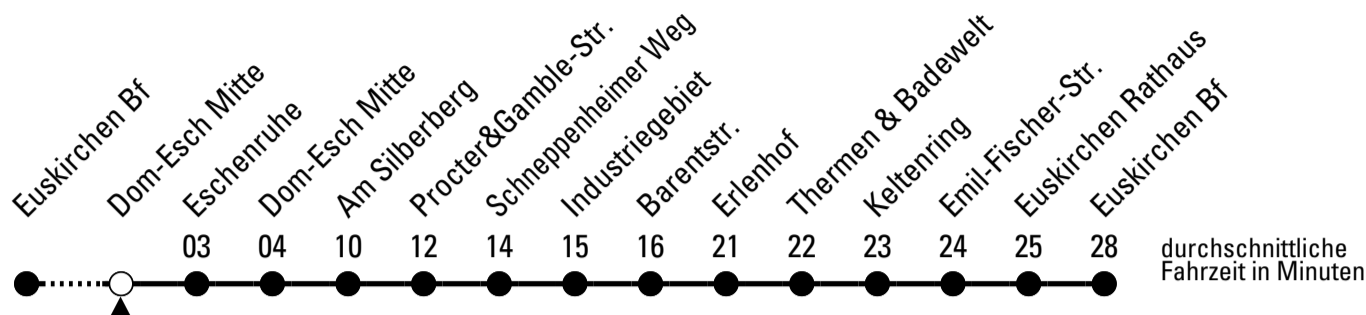 Euskirchen Bf
Dom-Esch Mitte
Eschenruhe
Dom-Esch Mitte
Am Silberberg
Procter&Gamble-Str.
Schneppenheimer Weg
Industriegebiet
Barentstr.
Erlenhof
Thermen & Badewelt
Keltenring
Emil-Fischer-Str.
Euskirchen Rathaus
Euskirchen Bf
03 04 10 12 14 15 16 21 22 23 24 25 28
durchschnittliche
Fahrzeit in Minuten